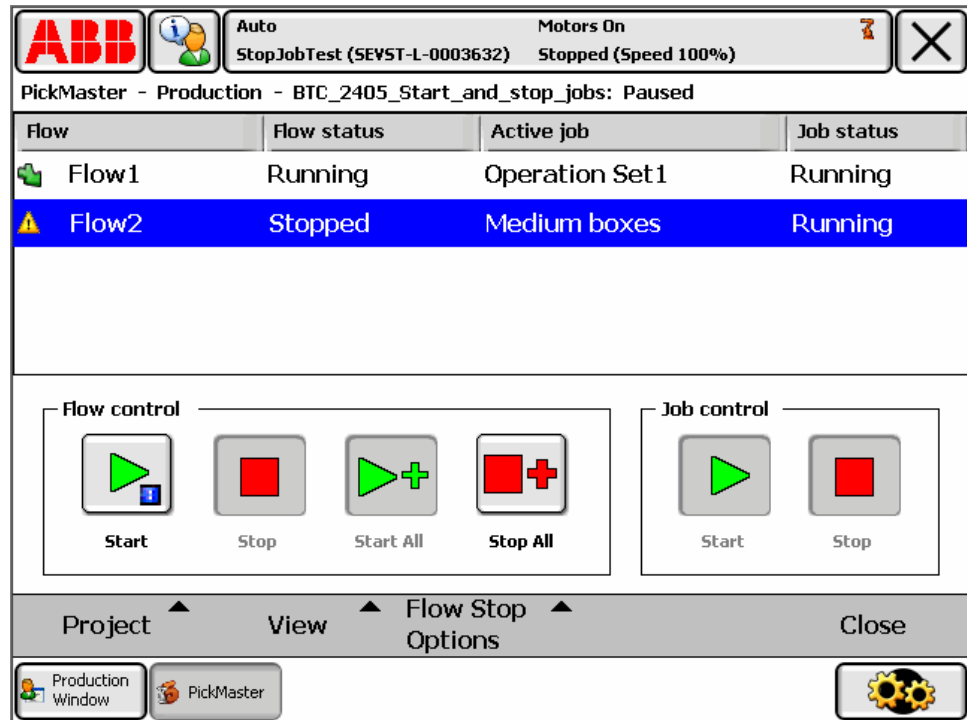 ABB
Auto
Motors On
StopJobTest (SEVST-L-0003632)
Stopped (Speed 100%)
PickMaster - Production - BTC_2405_Start_and_stop_jobs: Paused
Flow Flow status Active job Job status
Flow1 Running Operation Set1 Running
Flow2 Stopped Medium boxes Running
Flow control
Job control
Start Stop Start All Stop All Start Stop
Project View Flow Stop Options Close
Production Window
PickMaster